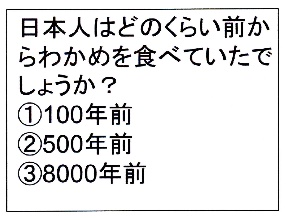 日本人はどのくらい前か
らわかめを食べていたで
しょうか？
①100年前
②500年前
③8000年前